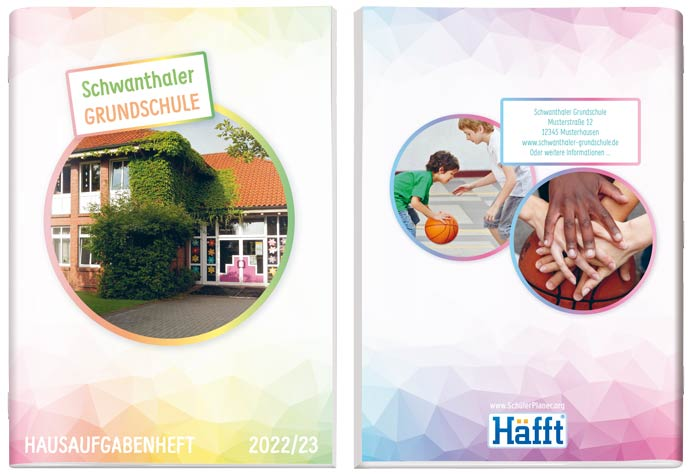 Schwanthaler
GRUNDSCHULE
HAUSAUFGABENHEFT 2022/23
Schwanthaler Grundschule
Musterstraße 12
12345 Musterhausen
www.schwanthaler-grundschule.de
Oder weitere Informationen ...
www.SchülerPlaner.org
Häfft